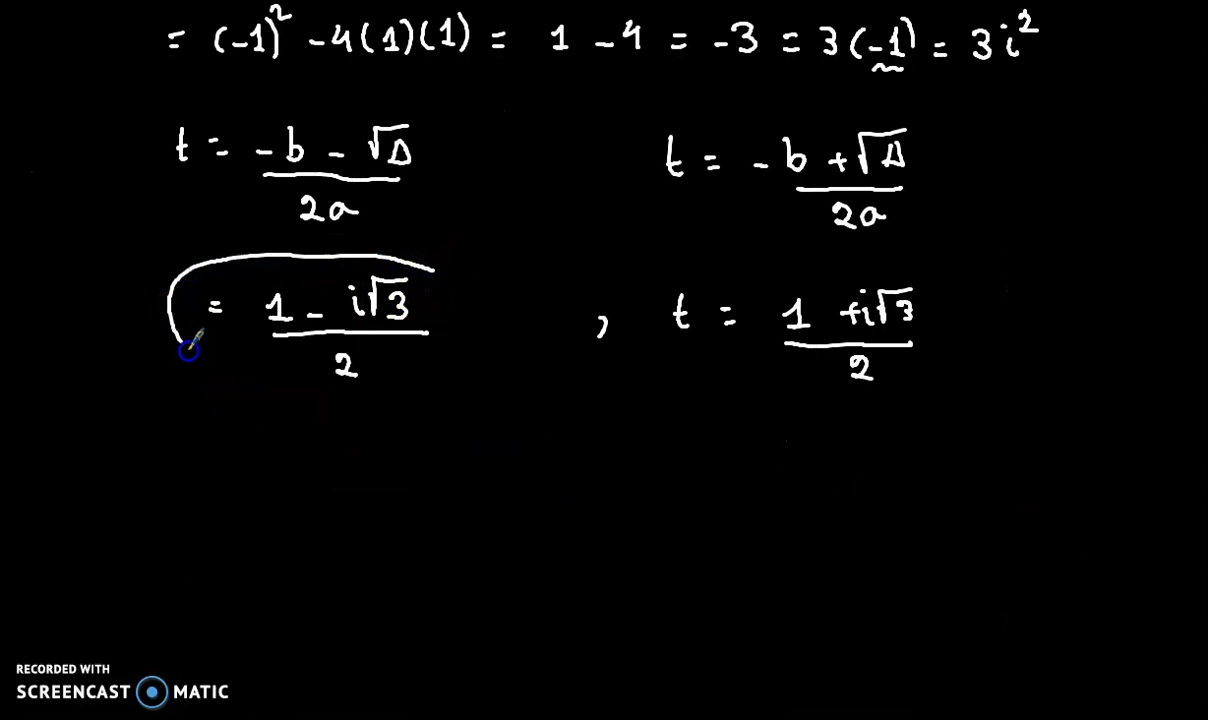 = (-1)² - 4(1)(1) = 1 - 4 = -3 = 3(-1) = 3i²
t = -b - √Δ / 2a
t = -b + √Δ / 2a
= 1 - i√3 / 2 , t = 1 + i√3 / 2
RECORDED WITH
SCREENCAST MATIC